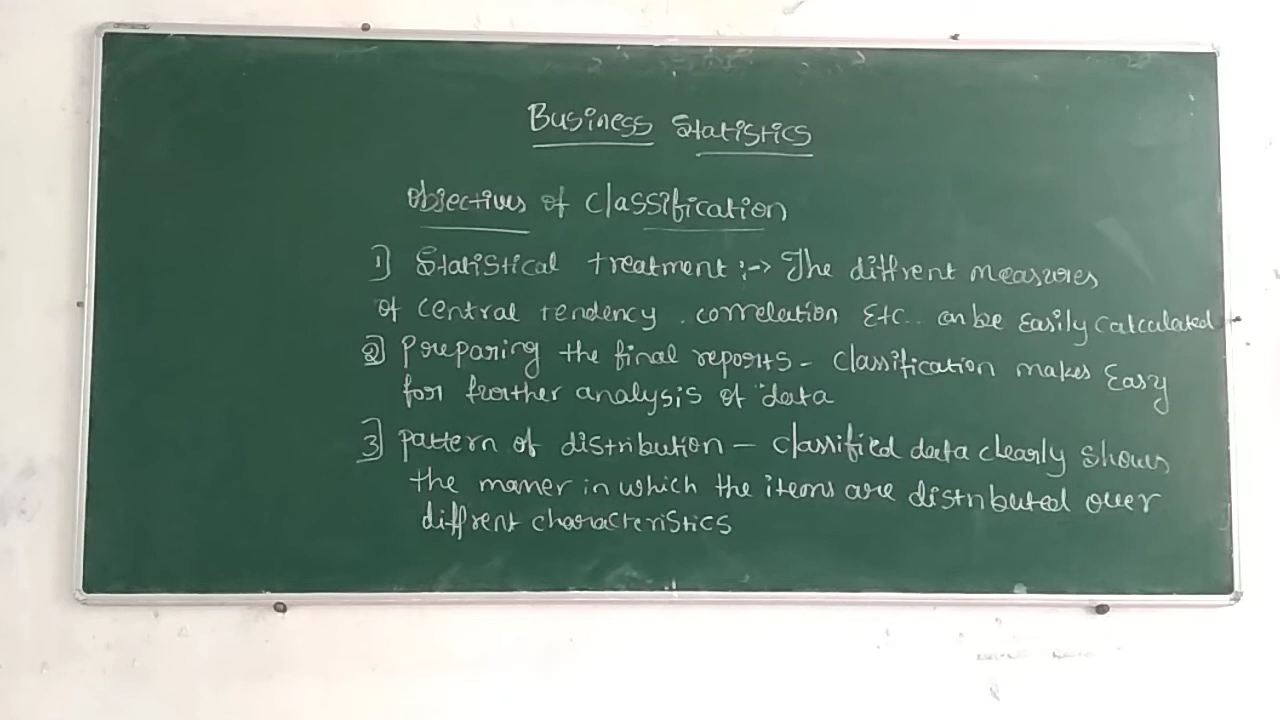 Business Statistics
Objectives of Classification
1) Statistical treatment :-> The diffrent measures
of central tendency . correlation Etc.. can be Easily calculated
2) Preparing the final reports - classification makes Easy
for further analysis of data
3) pattern of distribution - classified data clearly shows
the manner in which the items are distributed over
diffrent characteristics